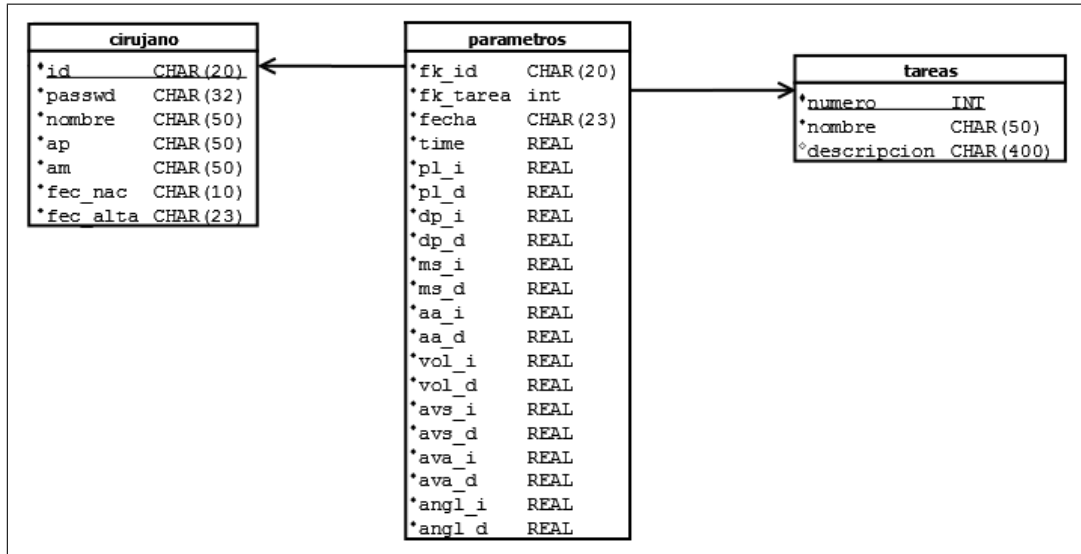 cirujano
id CHAR(20)
passwd CHAR(32)
nombre CHAR(50)
ap CHAR(50)
am CHAR(50)
fec_nac CHAR(10)
fec_alta CHAR(23)
parametros
fk_id CHAR(20)
fk_tarea int
fecha CHAR(23)
time REAL
pl_i REAL
pl_d REAL
dp_i REAL
dp_d REAL
ms_i REAL
ms_d REAL
aa_i REAL
aa_d REAL
vol_i REAL
vol_d REAL
avs_i REAL
avs_d REAL
ava_i REAL
ava_d REAL
angl_i REAL
angl_d REAL
tareas
numero INT
nombre CHAR(50)
descripcion CHAR(400)